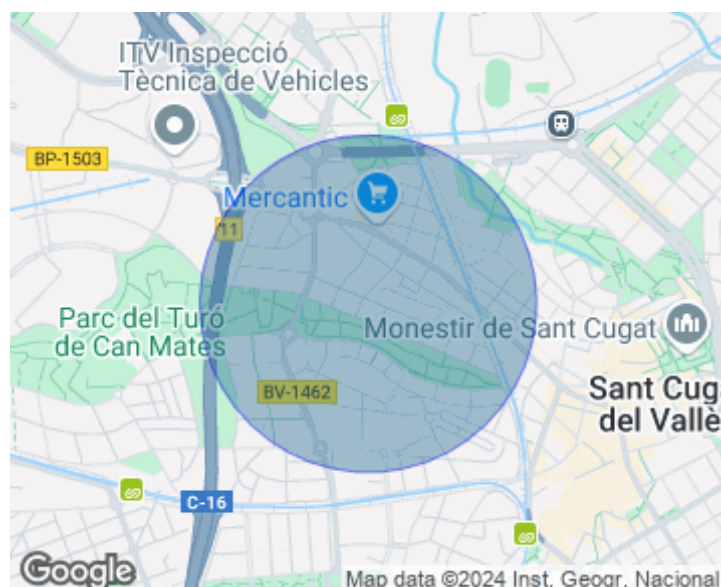 ITV Inspecció
Tècnica de Vehicles
BP-1503
Mercantic
11
Parc del Turó
de Can Mates
Monestir de Sant Cugat
BV-1462
Sant Cug
del Vallè
C-16
Google
Map data ©2024 Inst. Geogr. Nacional